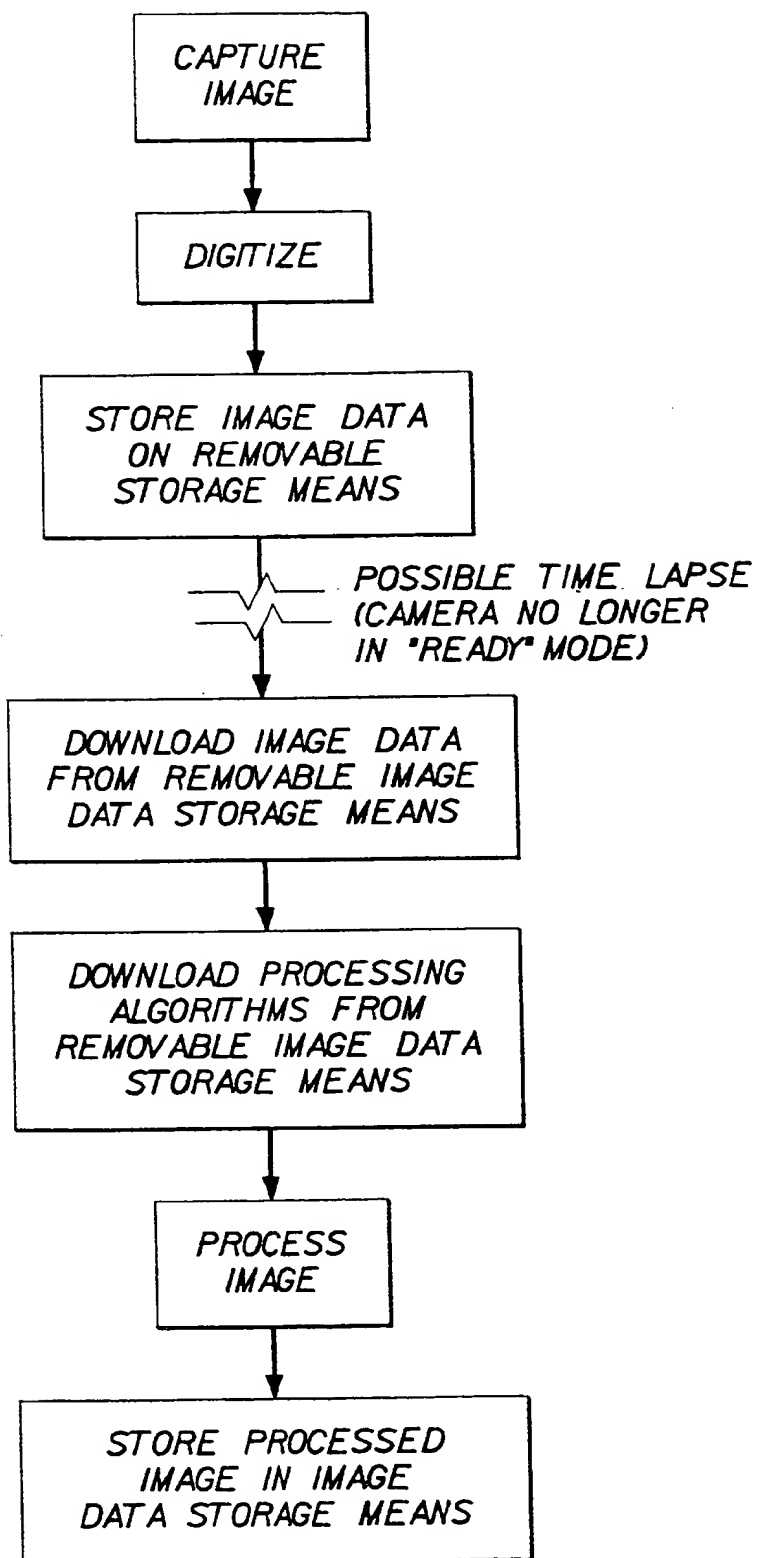 CAPTURE
IMAGE
DIGITIZE
STORE IMAGE DATA
ON REMOVABLE
STORAGE MEANS
POSSIBLE TIME LAPSE
(CAMERA NO LONGER
IN "READY" MODE)
DOWNLOAD IMAGE DATA
FROM REMOVABLE IMAGE
DATA STORAGE MEANS
DOWNLOAD PROCESSING
ALGORITHMS FROM
REMOVABLE IMAGE DATA
STORAGE MEANS
PROCESS
IMAGE
STORE PROCESSED
IMAGE IN IMAGE
DATA STORAGE MEANS